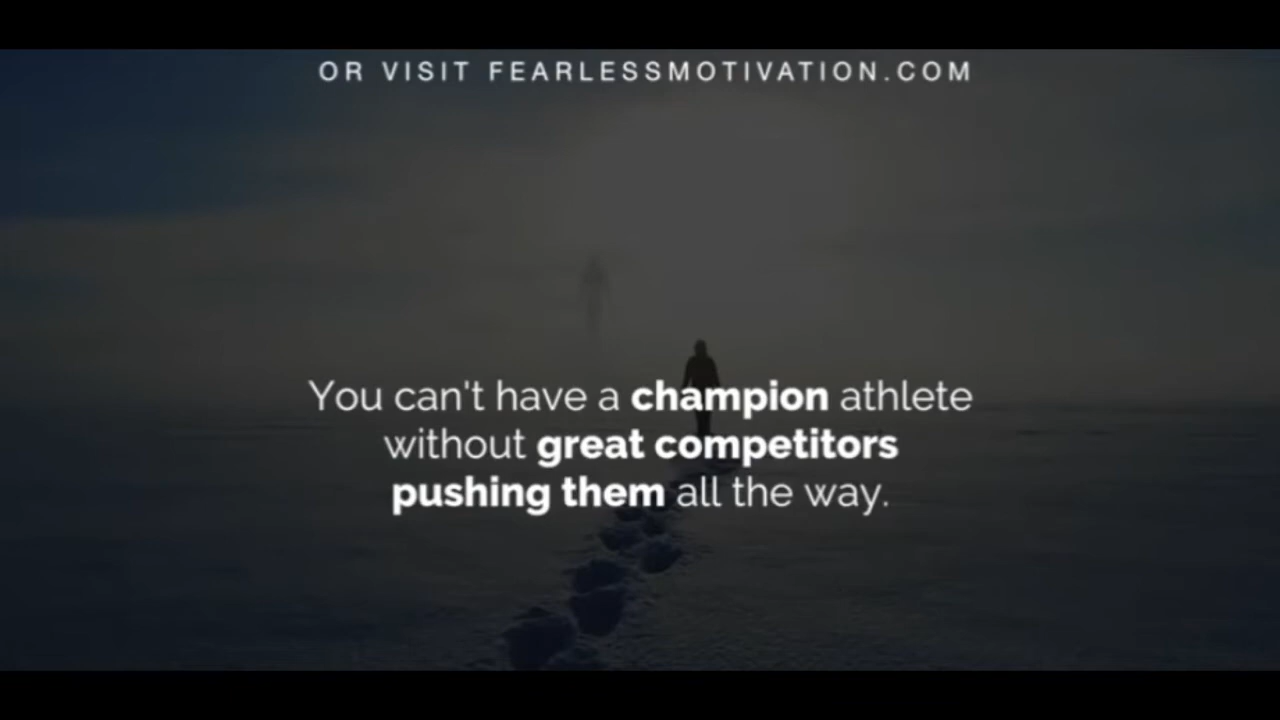 OR VISIT FEARLESSMOTIVATION.COM
You can't have a champion athlete
without great competitors
pushing them all the way.